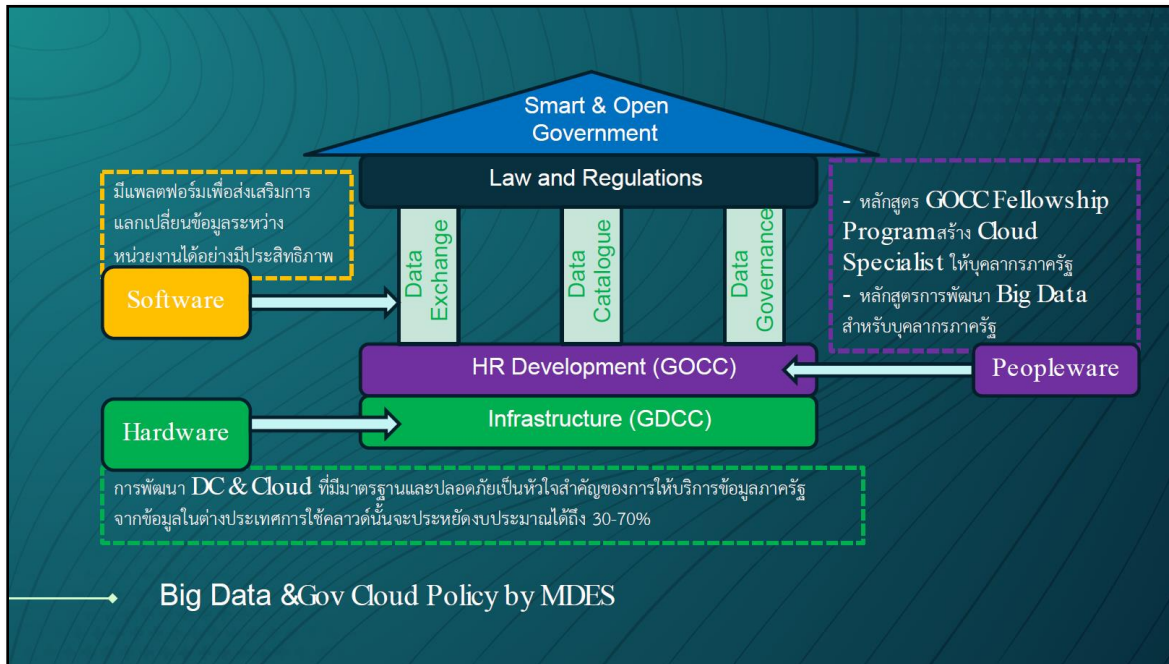 Smart & Open
Government
Law and Regulations
มีแพลตฟอร์มเพื่อส่งเสริมการ
แลกเปลี่ยนข้อมูลระหว่าง
หน่วยงานได้อย่างมีประสิทธิภาพ
Software
Data
Exchange
Data
Catalogue
Data
Governance
- หลักสูตร GOCC Fellowship
Program สร้าง Cloud
Specialist ให้บุคลากรภาครัฐ
- หลักสูตรการพัฒนา Big Data
สำหรับบุคลากรภาครัฐ
HR Development (GOCC)
Peopleware
Hardware
Infrastructure (GDCC)
การพัฒนา DC & Cloud ที่มีมาตรฐานและปลอดภัยเป็นหัวใจสำคัญของการให้บริการข้อมูลภาครัฐ
จากข้อมูลในต่างประเทศการใช้คลาวด์นั้นจะประหยัดงบประมาณได้ถึง 30-70%
Big Data &Gov Cloud Policy by MDES